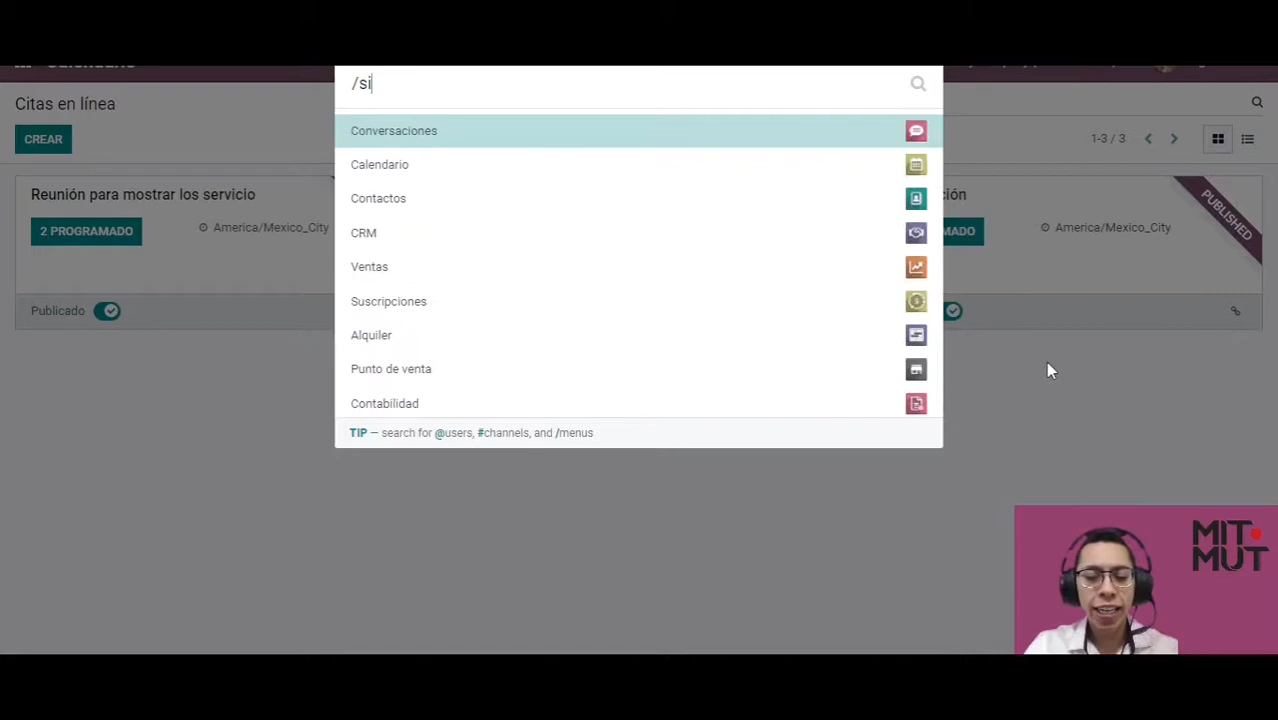 /si
Citas en línea
CREAR
1-3 / 3
Conversaciones
Calendario
Contactos
CRM
Ventas
Suscripciones
Alquiler
Punto de venta
Contabilidad
TIP — search for @users, #channels, and /menus
Reunión para mostrar los servicio
2 PROGRAMADO
America/Mexico_City
Publicado
ción
MADO
America/Mexico_City
PUBLISHED
MIT
MUT